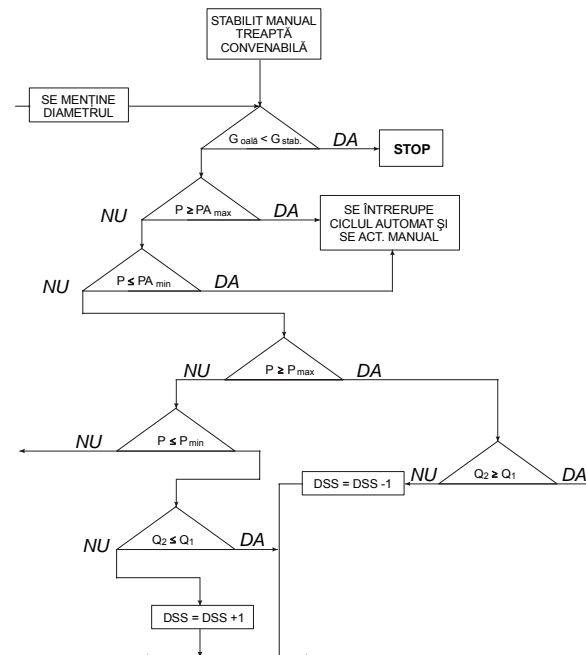 STABILIT MANUAL
TREAPTĂ
CONVENABILĂ
SE MENȚINE
DIAMETRUL
G oală < G stab.
DA
STOP
P ≥ PA max
NU
DA
SE ÎNTRERUPE
CICLUL AUTOMAT ŞI
SE ACT. MANUAL
P ≤ PA min
NU
DA
P ≥ P max
NU
DA
P ≤ P min
NU
Q2 ≥ Q1
NU
DA
DSS = DSS -1
Q2 ≤ Q1
NU
DA
DSS = DSS +1